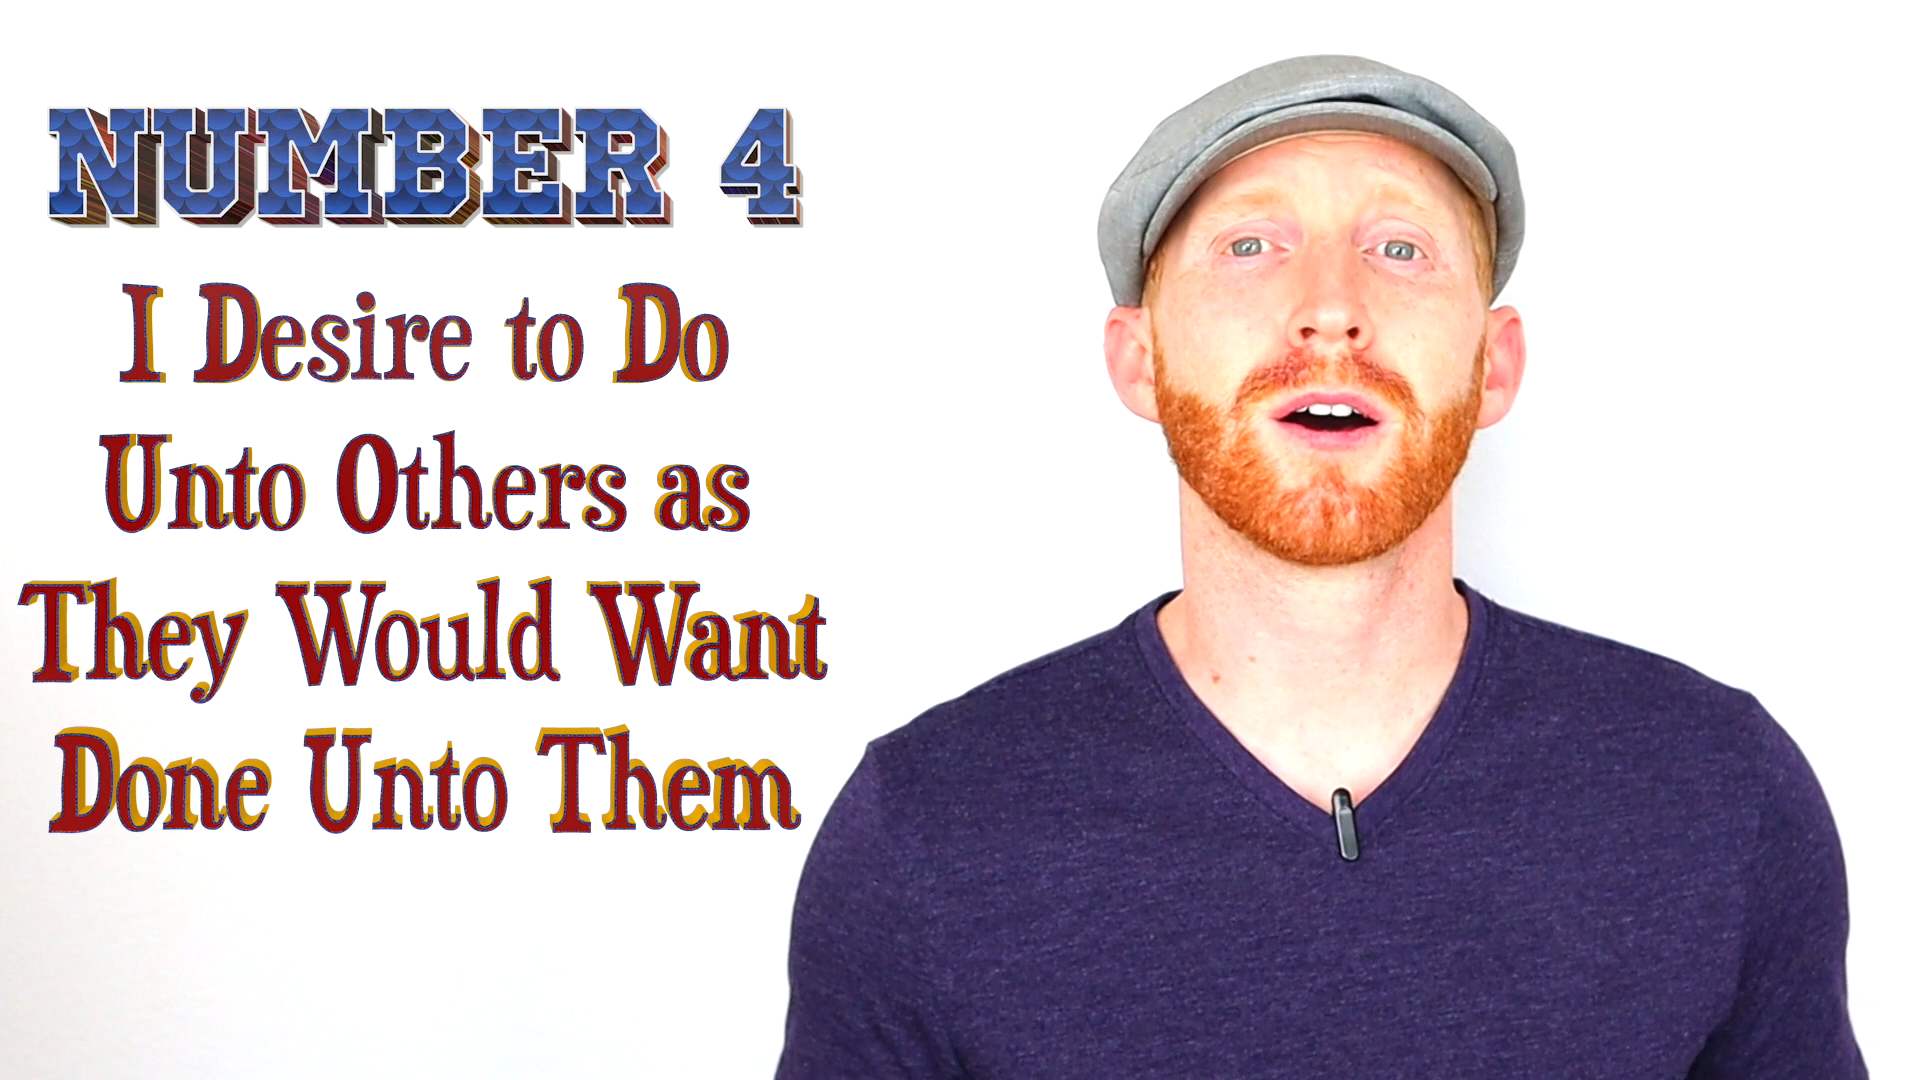 NUMBER 4
I Desire to Do
Unto Others as
They Would Want
Done Unto Them